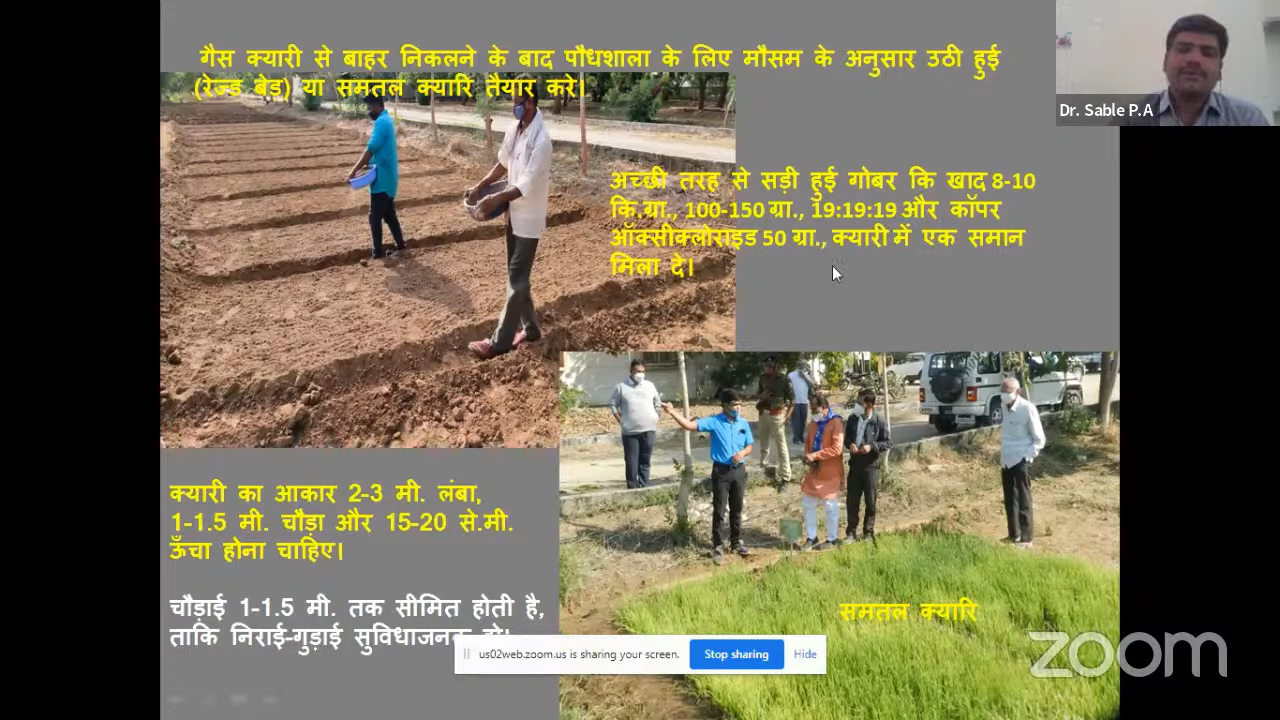 गैस क्यारी से बाहर निकलने के बाद पौधशाला के लिए मौसम के अनुसार उठी हुई
(रेज्ड बेड) या समतल क्यारि तैयार करे।
Dr. Sable P.A
अच्छी तरह से सड़ी हुई गोबर कि खाद 8-10
कि.ग्रा., 100-150 ग्रा., 19:19:19 और कॉपर
ऑक्सीक्लोराइड 50 ग्रा., क्यारी में एक समान
मिला दे।
क्यारी का आकार 2-3 मी. लंबा,
1-1.5 मी. चौड़ा और 15-20 से.मी.
ऊँचा होना चाहिए।
चौड़ाई 1-1.5 मी. तक सीमित होती है,
ताकि निराई-गुड़ाई सुविधाजनक हो।
समतल क्यारि
us02web.zoom.us is sharing your screen. Stop sharing Hide
zoom